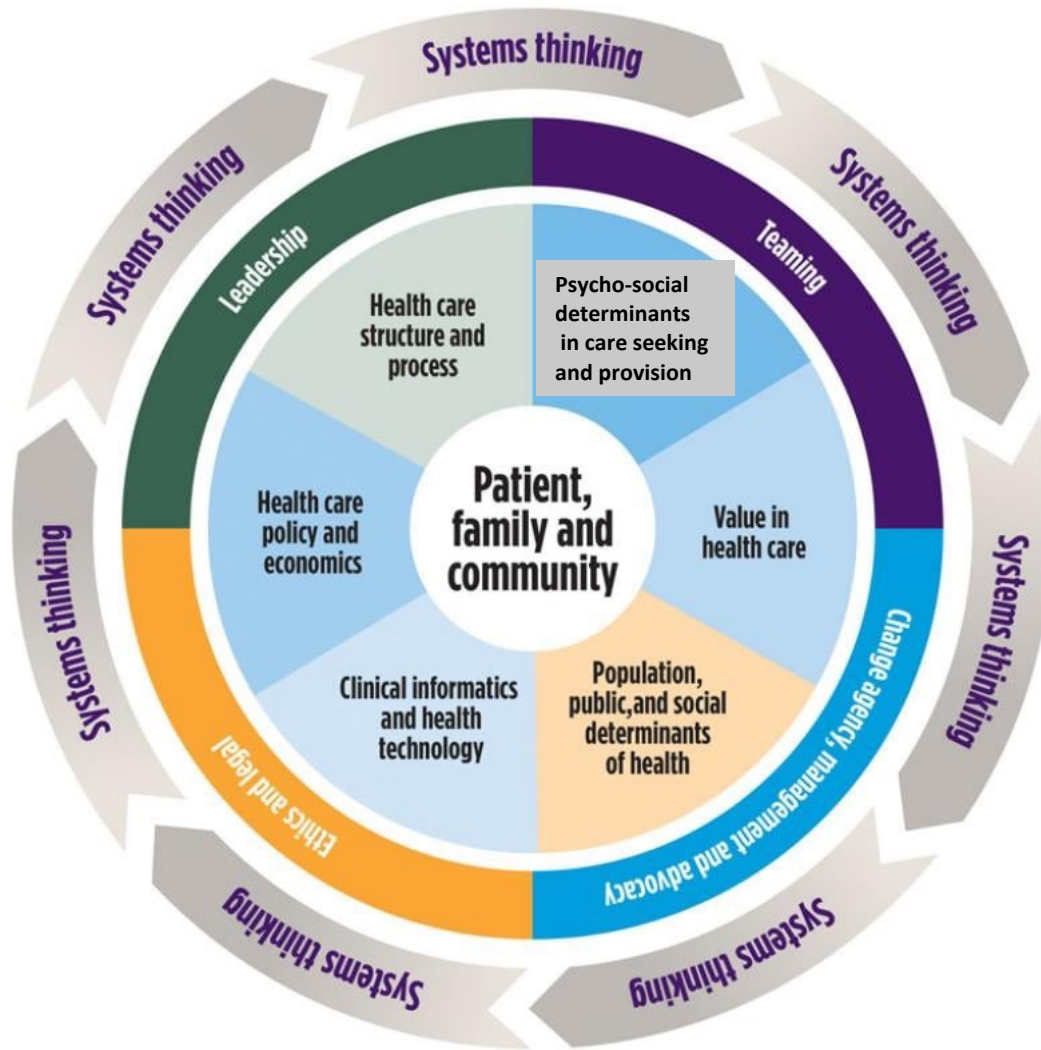 Systems thinking
Systems thinking
Systems thinking
Systems thinking
Systems thinking
Systems thinking
Systems thinking
Systems thinking
Leadership
Teaming
Change agency, management and advocacy
Ethics and legal
Health care
structure and
process
Psycho-social
determinants
in care seeking
and provision
Value in
health care
Population,
public,and social
determinants
of health
Clinical informatics
and health
technology
Health care
policy and
economics
Patient,
family and
community